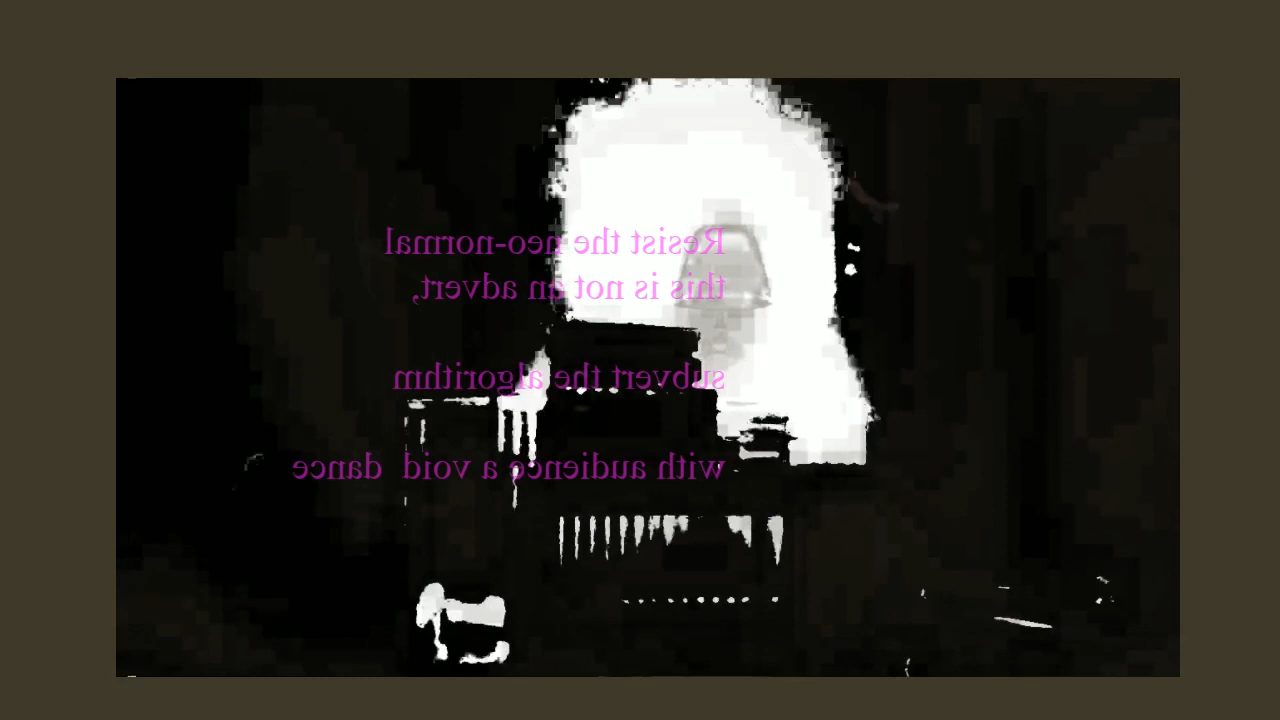 Resist the neo-normal
this is not an advert,
subvert the algorithm
with audience a void dance